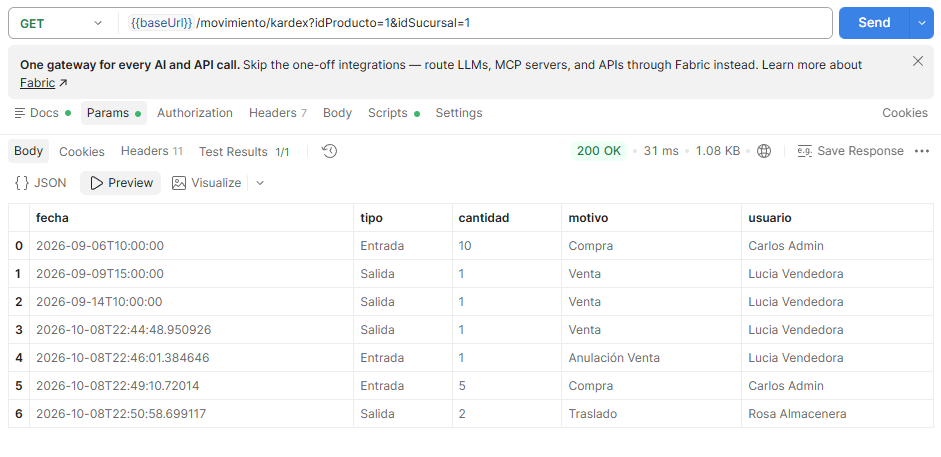 GET {{baseUrl}} /movimiento/kardex?idProducto=1&idSucursal=1 Send
One gateway for every AI and API call. Skip the one-off integrations — route LLMs, MCP servers, and APIs through Fabric instead. Learn more about
Fabric ↗
Docs Params Authorization Headers 7 Body Scripts Settings Cookies
Body Cookies Headers 11 Test Results 1/1 200 OK 31 ms 1.08 KB e.g. Save Response
{} JSON Preview Visualize
fecha tipo cantidad motivo usuario
0 2026-09-06T10:00:00 Entrada 10 Compra Carlos Admin
1 2026-09-09T15:00:00 Salida 1 Venta Lucia Vendedora
2 2026-09-14T10:00:00 Salida 1 Venta Lucia Vendedora
3 2026-10-08T22:44:48.950926 Salida 1 Venta Lucia Vendedora
4 2026-10-08T22:46:01.384646 Entrada 1 Anulación Venta Lucia Vendedora
5 2026-10-08T22:49:10.72014 Entrada 5 Compra Carlos Admin
6 2026-10-08T22:50:58.699117 Salida 2 Traslado Rosa Almacenera